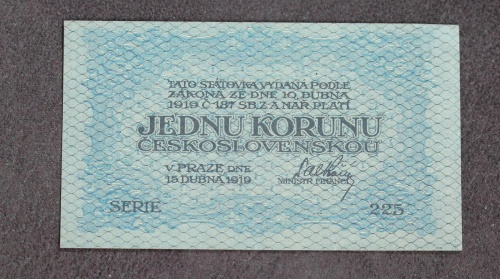 TATO STÁTOVKA VYDANÁ PODLE
ZÁKONA ZE DNE 10. DUBNA
1919 Č 187 SB. Z A NAR. PLATÍ
JEDNU KORUNU
ČESKOSLOVENSKOU
V PRAZE DNE
15 DUBNA 1919
MINISTR FINANCÍ
SERIE 225